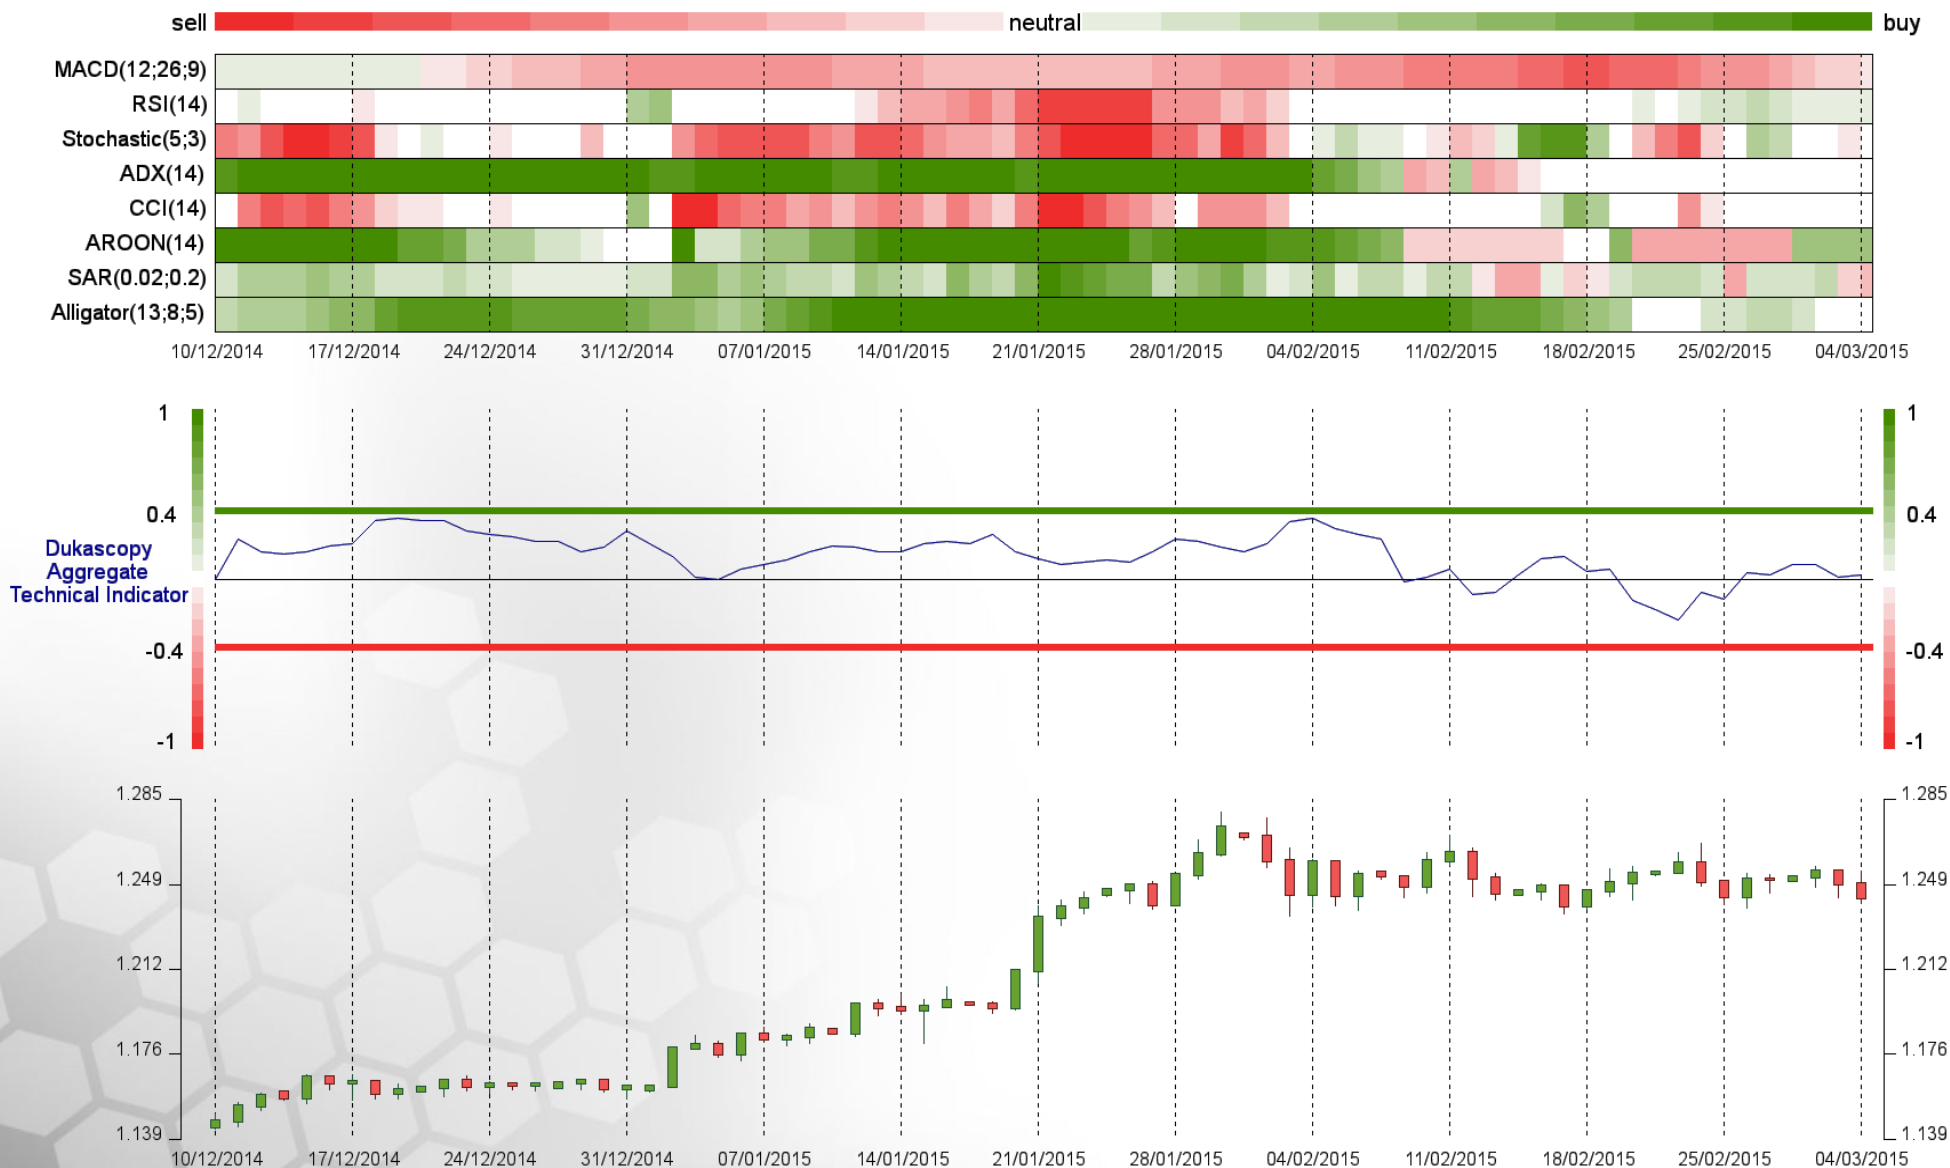 sell neutral buy
MACD(12;26;9)
RSI(14)
Stochastic(5;3)
ADX(14)
CCI(14)
AROON(14)
SAR(0.02;0.2)
Alligator(13;8;5)
10/12/2014 17/12/2014 24/12/2014 31/12/2014 07/01/2015 14/01/2015 21/01/2015 28/01/2015 04/02/2015 11/02/2015 18/02/2015 25/02/2015 04/03/2015
1 1
0.4 0.4
Dukascopy
Aggregate
Technical Indicator
-0.4 -0.4
-1 -1
1.285 1.285
1.249 1.249
1.212 1.212
1.176 1.176
1.139 1.139
10/12/2014 17/12/2014 24/12/2014 31/12/2014 07/01/2015 14/01/2015 21/01/2015 28/01/2015 04/02/2015 11/02/2015 18/02/2015 25/02/2015 04/03/2015